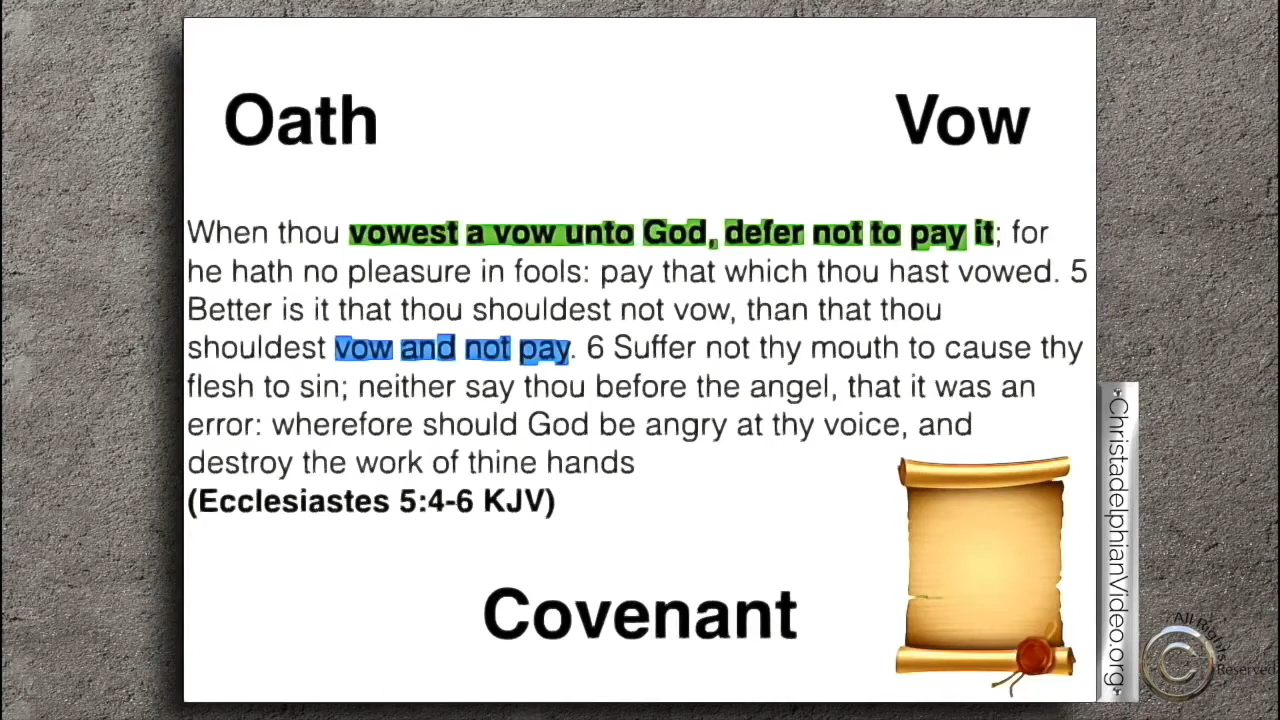 Oath
Vow
When thou vowest a vow unto God, defer not to pay it; for
he hath no pleasure in fools: pay that which thou hast vowed. 5
Better is it that thou shouldest not vow, than that thou
shouldest vow and not pay. 6 Suffer not thy mouth to cause thy
flesh to sin; neither say thou before the angel, that it was an
error: wherefore should God be angry at thy voice, and
destroy the work of thine hands
(Ecclesiastes 5:4-6 KJV)
Covenant
ChristadelphianVideo.org
All Rights
C
Reserved